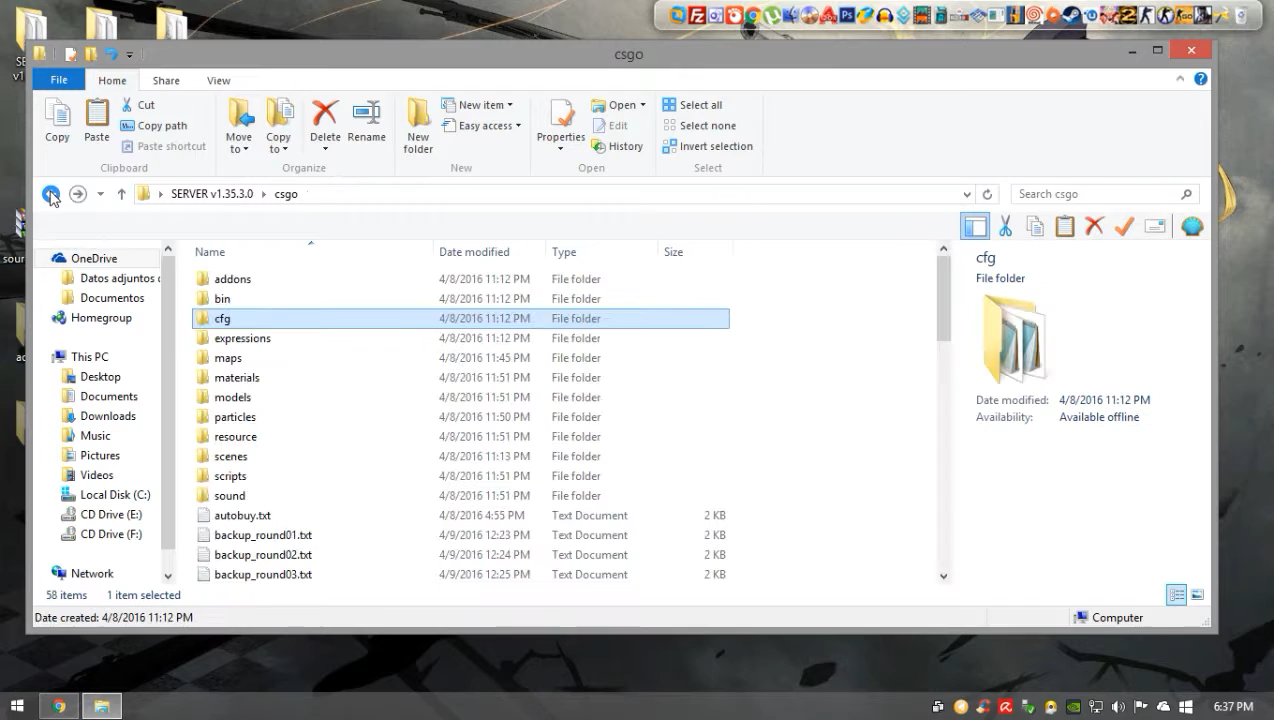 SE
v1
csgo
File Home Share View
Copy
Paste
Cut
Copy path
Paste shortcut
Clipboard
Move to
Copy to
Delete
Rename
Organize
New folder
New item
Easy access
New
Properties
Open
Edit
History
Open
Select all
Select none
Invert selection
Select
SERVER v1.35.3.0 csgo
Search csgo
Name Date modified Type Size
OneDrive
Datos adjuntos
Documentos
Homegroup
This PC
Desktop
Documents
Downloads
Music
Pictures
Videos
Local Disk (C:)
CD Drive (E:)
CD Drive (F:)
Network
addons 4/8/2016 11:12 PM File folder
bin 4/8/2016 11:12 PM File folder
cfg 4/8/2016 11:12 PM File folder
expressions 4/8/2016 11:12 PM File folder
maps 4/8/2016 11:45 PM File folder
materials 4/8/2016 11:51 PM File folder
models 4/8/2016 11:51 PM File folder
particles 4/8/2016 11:50 PM File folder
resource 4/8/2016 11:51 PM File folder
scenes 4/8/2016 11:13 PM File folder
scripts 4/8/2016 11:51 PM File folder
sound 4/8/2016 11:51 PM File folder
autobuy.txt 4/8/2016 4:55 PM Text Document 2 KB
backup_round01.txt 4/9/2016 12:23 PM Text Document 2 KB
backup_round02.txt 4/9/2016 12:24 PM Text Document 2 KB
backup_round03.txt 4/9/2016 12:25 PM Text Document 2 KB
cfg
File folder
Date modified: 4/8/2016 11:12 PM
Availability: Available offline
58 items 1 item selected
Date created: 4/8/2016 11:12 PM
Computer
6:37 PM